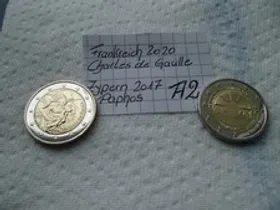 Frankreich 2020
Charles de Gaulle
Zypern 2017
Paphos
A2